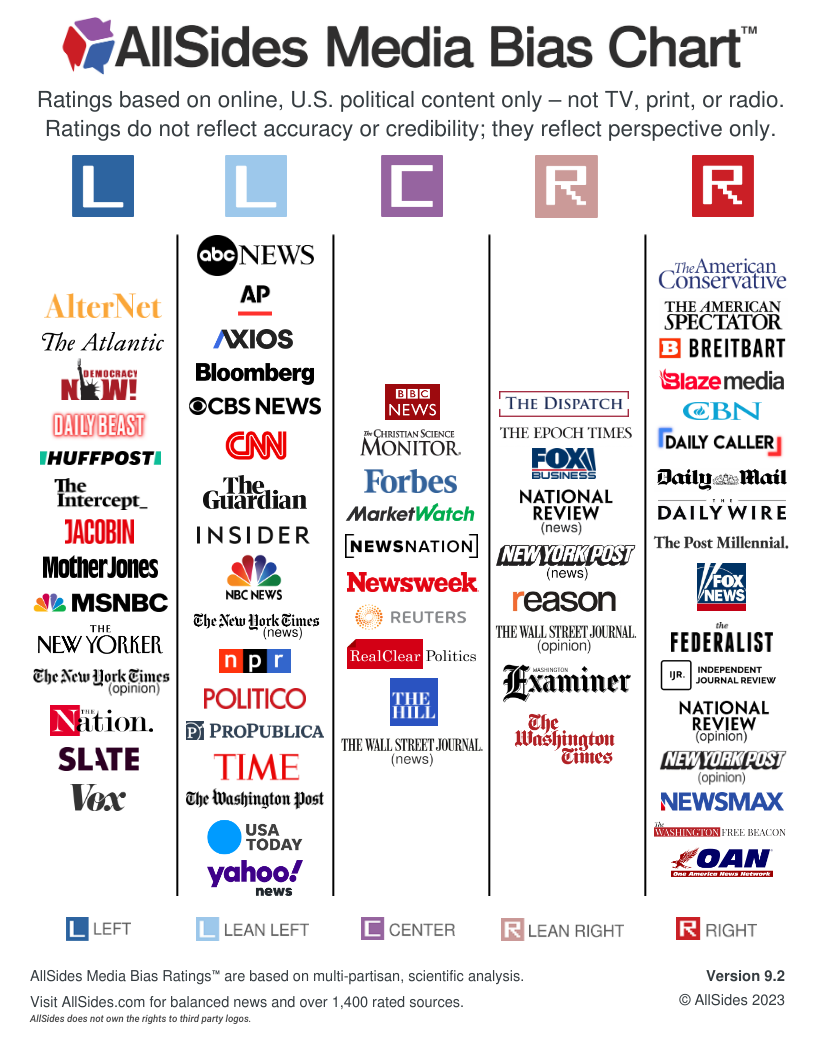 AllSides Media Bias Chart™
Ratings based on online, U.S. political content only – not TV, print, or radio.
Ratings do not reflect accuracy or credibility; they reflect perspective only.
L
L
C
R
R
AlterNet
The Atlantic
DEMOCRACY
NOW!
DAILY BEAST
HUFFPOST
The
Intercept_
JACOBIN
Mother Jones
MSNBC
THE
NEW YORKER
The New York Times
(opinion)
THE
Nation.
SLATE
Vox
abc NEWS
AP
AXIOS
Bloomberg
CBS NEWS
CNN
The
Guardian
INSIDER
NBC NEWS
The New York Times
(news)
npr
POLITICO
PROPUBLICA
TIME
The Washington Post
USA
TODAY
yahoo!
news
BBC
NEWS
The CHRISTIAN SCIENCE
MONITOR
Forbes
MarketWatch
[NEWSNATION]
Newsweek
REUTERS
RealClear Politics
THE
HILL
THE WALL STREET JOURNAL.
(news)
THE DISPATCH
THE EPOCH TIMES
FOX
BUSINESS
NATIONAL
REVIEW
(news)
NEW YORK POST
(news)
reason
THE WALL STREET JOURNAL.
(opinion)
WASHINGTON
Examiner
The
Washington
Times
The American
Conservative
THE AMERICAN
SPECTATOR
B BREITBART
Blaze media
CBN
DAILY CALLER
Daily Mail
THE
DAILY WIRE
The Post Millennial.
FOX
NEWS
the
FEDERALIST
IJR. INDEPENDENT
JOURNAL REVIEW
NATIONAL
REVIEW
(opinion)
NEW YORK POST
(opinion)
NEWSMAX
The
WASHINGTON FREE BEACON
OAN
One America News Network
L LEFT
L LEAN LEFT
C CENTER
R LEAN RIGHT
R RIGHT
AllSides Media Bias Ratings™ are based on multi-partisan, scientific analysis.
Visit AllSides.com for balanced news and over 1,400 rated sources.
AllSides does not own the rights to third party logos.
Version 9.2
© AllSides 2023